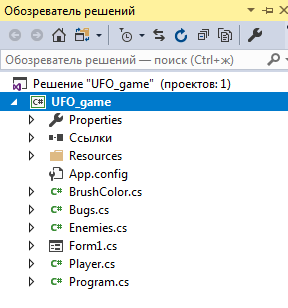 Обозреватель решений
Обозреватель решений — поиск (Ctrl+ж)
Решение "UFO_game" (проектов: 1)
C# UFO_game
Properties
Ссылки
Resources
App.config
C# BrushColor.cs
C# Bugs.cs
C# Enemies.cs
Form1.cs
C# Player.cs
C# Program.cs